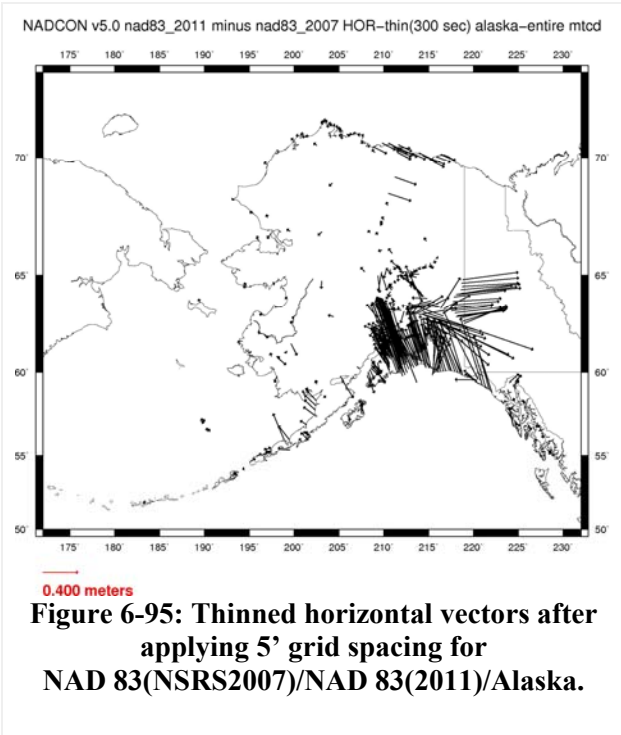 NADCON v5.0 nad83_2011 minus nad83_2007 HOR−thin(300 sec) alaska−entire mtcd
175˚ 180˚ 185˚ 190˚ 195˚ 200˚ 205˚ 210˚ 215˚ 220˚ 225˚ 230˚
70˚ 70˚
65˚ 65˚
60˚ 60˚
55˚ 55˚
50˚ 50˚
175˚ 180˚ 185˚ 190˚ 195˚ 200˚ 205˚ 210˚ 215˚ 220˚ 225˚ 230˚
0.400 meters
Figure 6-95: Thinned horizontal vectors after
applying 5’ grid spacing for
NAD 83(NSRS2007)/NAD 83(2011)/Alaska.